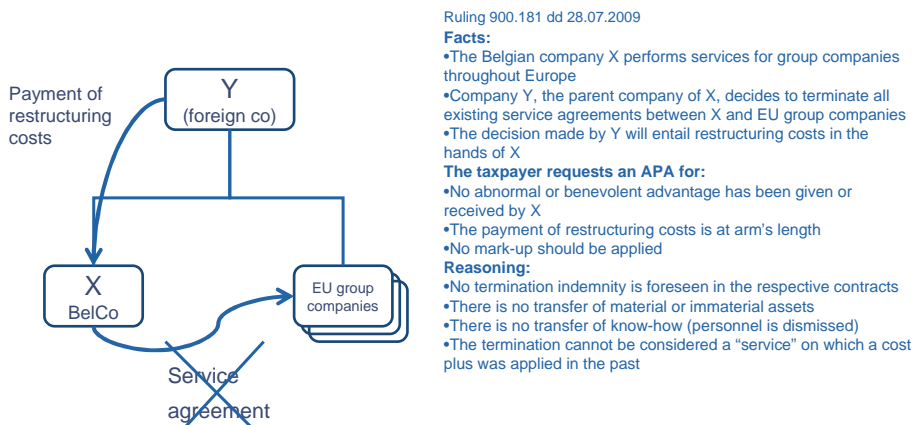 Payment of
restructuring
costs
Y
(foreign co)
X
BelCo
EU group
companies
Service
agreement
Ruling 900.181 dd 28.07.2009
Facts:
•The Belgian company X performs services for group companies
throughout Europe
•Company Y, the parent company of X, decides to terminate all
existing service agreements between X and EU group companies
•The decision made by Y will entail restructuring costs in the
hands of X
The taxpayer requests an APA for:
•No abnormal or benevolent advantage has been given or
received by X
•The payment of restructuring costs is at arm's length
•No mark-up should be applied
Reasoning:
•No termination indemnity is foreseen in the respective contracts
•There is no transfer of material or immaterial assets
•There is no transfer of know-how (personnel is dismissed)
•The termination cannot be considered a “service” on which a cost
plus was applied in the past